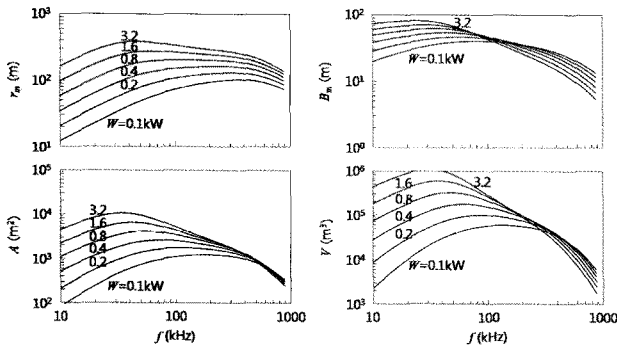 10³
3.2
1.6
0.8
0.4
0.2
W=0.1kW
10²
10¹
rₘ (m)
10²
3.2
W=0.1kW
10¹
10⁰
Bₘ (m)
10⁵
10⁴
10³
10²
A (m²)
3.2
1.6
0.8
0.4
0.2
W=0.1kW
10 100 1000
f (kHz)
10⁶
10⁵
10⁴
10³
V (m³)
1.6
3.2
0.8
0.4
0.2
W=0.1kW
10 100 1000
f (kHz)